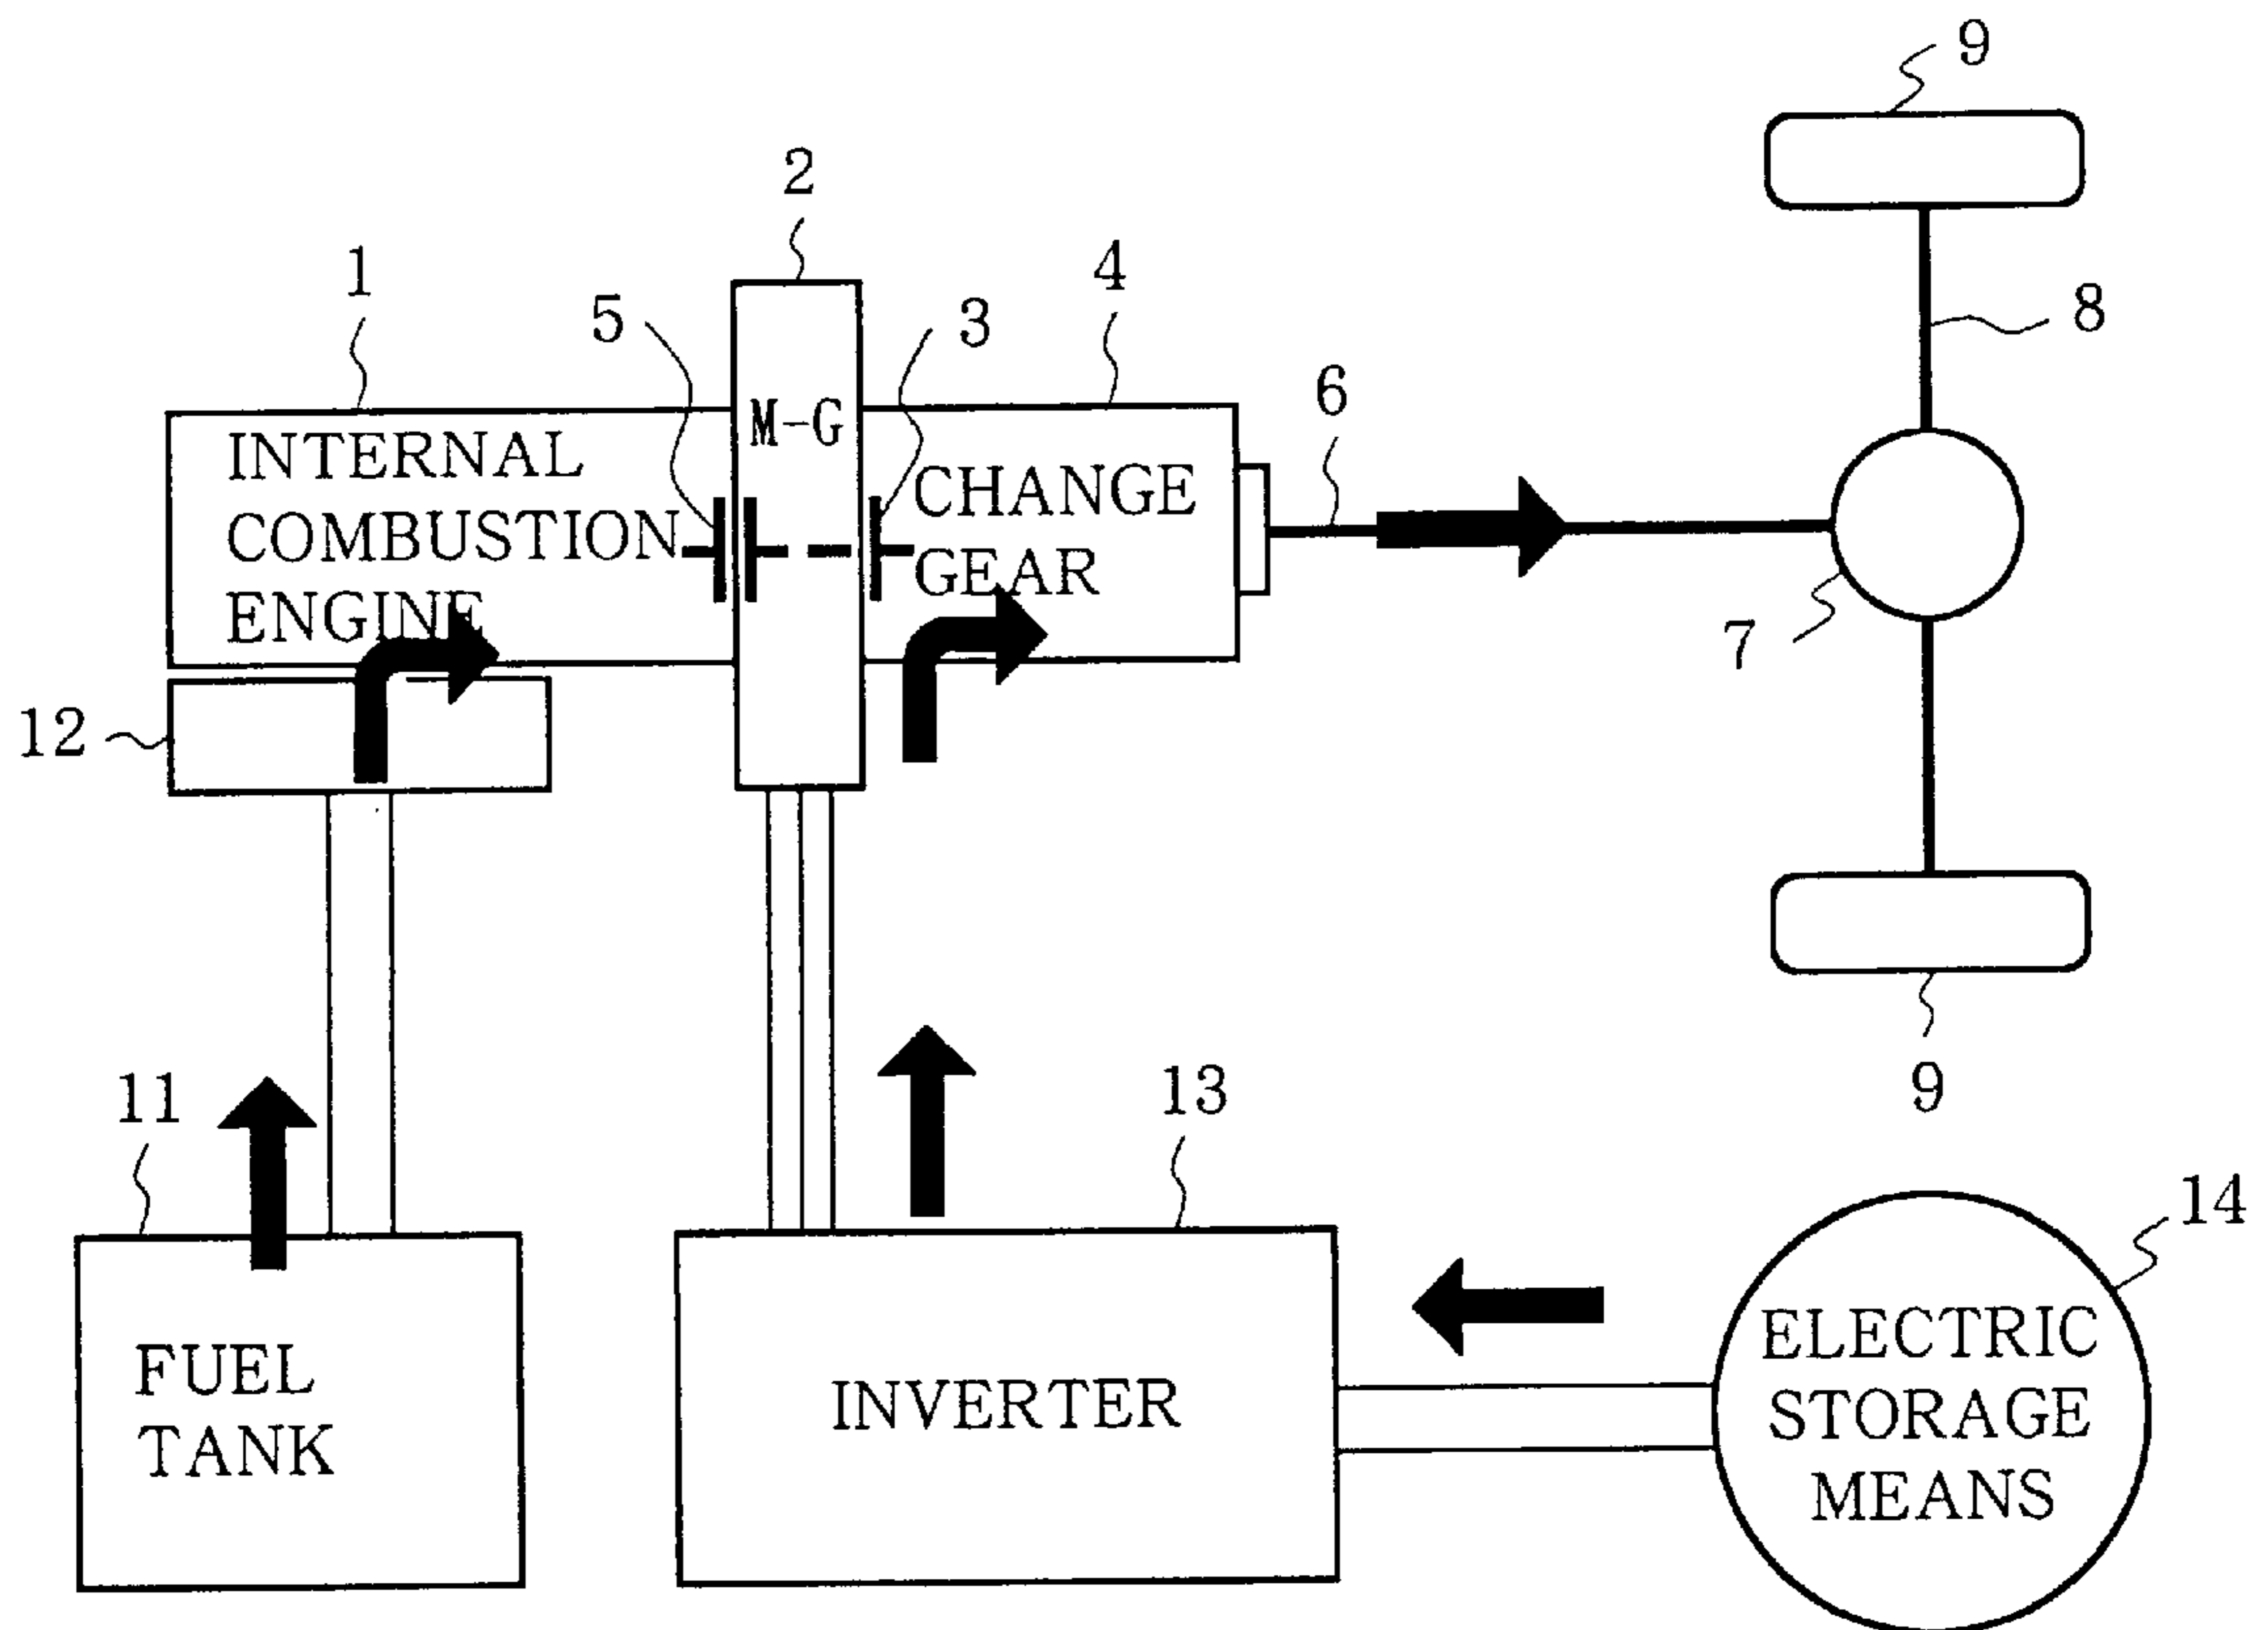 9
2
1
4
5
3
8
6
M-G
INTERNAL
COMBUSTION
ENGINE
CHANGE
GEAR
7
12
9
11
13
14
FUEL
TANK
INVERTER
ELECTRIC
STORAGE
MEANS